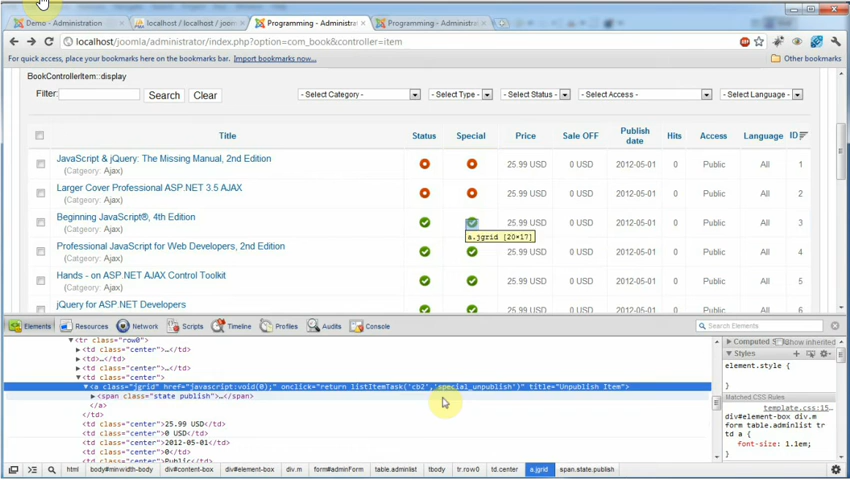 Demo - Administration
localhost / localhost / joom
Programming - Administrat
Programming - Administrat
localhost/joomla/administrator/index.php?option=com_book&controller=item
For quick access, place your bookmarks here on the bookmarks bar. Import bookmarks now...
Other bookmarks
BookControllerItem::display
Filter:
Search
Clear
- Select Category -
- Select Type -
- Select Status -
- Select Access -
- Select Language -
Title Status Special Price Sale OFF Publish date Hits Access Language ID
JavaScript & jQuery: The Missing Manual, 2nd Edition
(Catgeory: Ajax)
25.99 USD 0 USD 2012-05-01 0 Public All 1
Larger Cover Professional ASP.NET 3.5 AJAX
(Catgeory: Ajax)
25.99 USD 0 USD 2012-05-01 0 Public All 2
Beginning JavaScript®, 4th Edition
(Catgeory: Ajax)
25.99 USD 0 USD 2012-05-01 0 Public All 3
a.jgrid [20×17]
Professional JavaScript for Web Developers, 2nd Edition
(Catgeory: Ajax)
25.99 USD 0 USD 2012-05-01 0 Public All 4
Hands - on ASP.NET AJAX Control Toolkit
(Catgeory: Ajax)
25.99 USD 0 USD 2012-05-01 0 Public All 5
jQuery for ASP.NET Developers
25.99 USD 0 USD 2012-05-01 0 Public All 6
Elements Resources Network Scripts Timeline Profiles Audits Console
Search Elements
▼<tr class="row0">
▶<td class="center">…</td>
▶<td>…</td>
▶<td class="center">…</td>
▼<td class="center">
▼<a class="jgrid" href="javascript:void(0);" onclick="return listItemTask('cb2','special_unpublish')" title="Unpublish Item">
▶<span class="state publish">…</span>
</a>
</td>
<td class="center">25.99 USD</td>
<td class="center">0 USD</td>
<td class="center">2012-05-01</td>
<td class="center">0</td>
<td class="center">Public</td>
▶ Computed S
Show inherited
▼ Styles
element.style {
}
Matched CSS Rules
template.css:15…
div#element-box div.m
table.adminlist tr
td a {
font-size: 1.1em;
html body#minwidth-body div#content-box div#element-box div.m form#adminForm table.adminlist tbody tr.row0 td.center a.jgrid span.state.publish